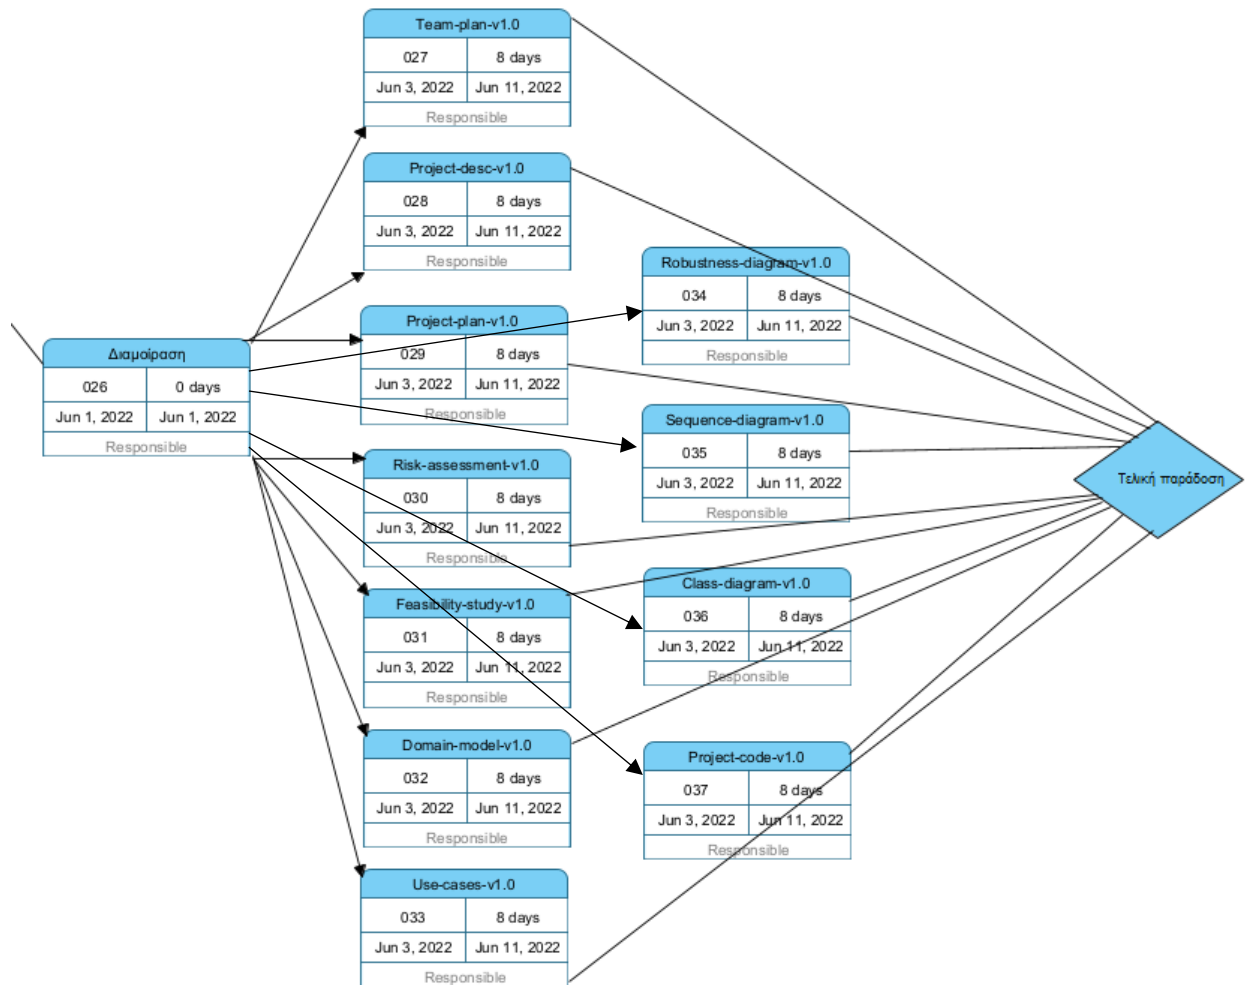 Team-plan-v1.0
027 8 days
Jun 3, 2022 Jun 11, 2022
Responsible
Project-desc-v1.0
028 8 days
Jun 3, 2022 Jun 11, 2022
Responsible
Project-plan-v1.0
029 8 days
Jun 3, 2022 Jun 11, 2022
Responsible
Διαμοίραση
026 0 days
Jun 1, 2022 Jun 1, 2022
Responsible
Risk-assessment-v1.0
030 8 days
Jun 3, 2022 Jun 11, 2022
Responsible
Feasibility-study-v1.0
031 8 days
Jun 3, 2022 Jun 11, 2022
Responsible
Domain-model-v1.0
032 8 days
Jun 3, 2022 Jun 11, 2022
Responsible
Use-cases-v1.0
033 8 days
Jun 3, 2022 Jun 11, 2022
Responsible
Robustness-diagram-v1.0
034 8 days
Jun 3, 2022 Jun 11, 2022
Responsible
Sequence-diagram-v1.0
035 8 days
Jun 3, 2022 Jun 11, 2022
Responsible
Class-diagram-v1.0
036 8 days
Jun 3, 2022 Jun 11, 2022
Responsible
Project-code-v1.0
037 8 days
Jun 3, 2022 Jun 11, 2022
Responsible
Τελική παράδοση